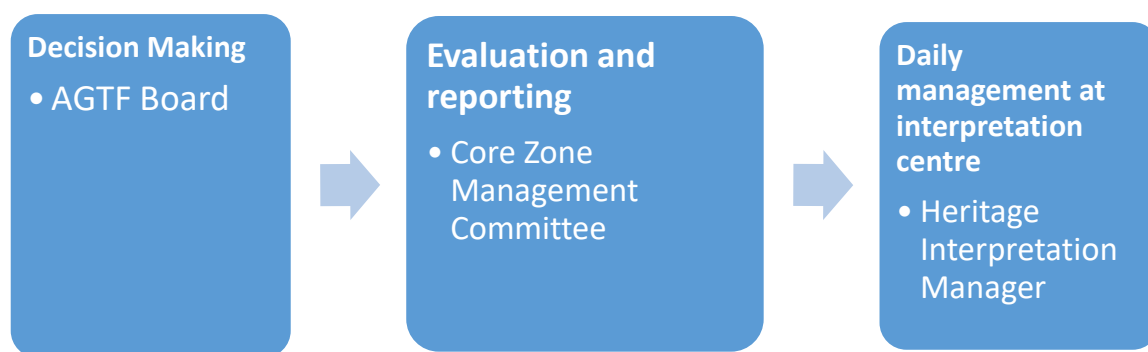 Decision Making
• AGTF Board
Evaluation and
reporting
• Core Zone
Management
Committee
Daily
management at
interpretation
centre
• Heritage
Interpretation
Manager